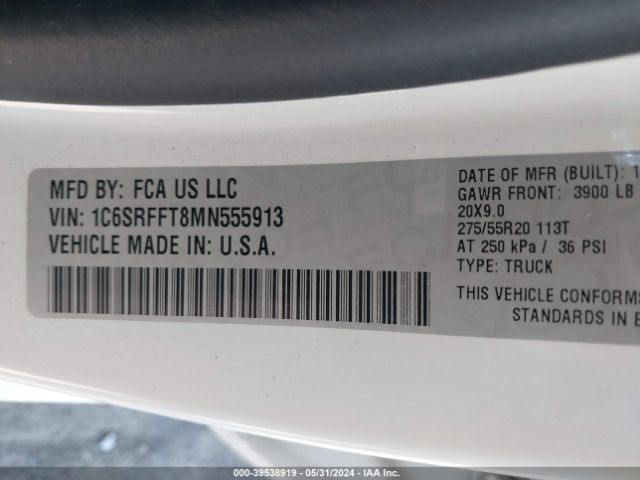 MFD BY: FCA US LLC
VIN: 1C6SRFFT8MN555913
VEHICLE MADE IN: U.S.A.
DATE OF MFR (BUILT): 1
GAWR FRONT: 3900 LB
20X9.0
275/55R20 113T
AT 250 kPa / 36 PSI
TYPE: TRUCK
THIS VEHICLE CONFORMS
STANDARDS IN E
000-39538919 - 05/31/2024 - IAA Inc.